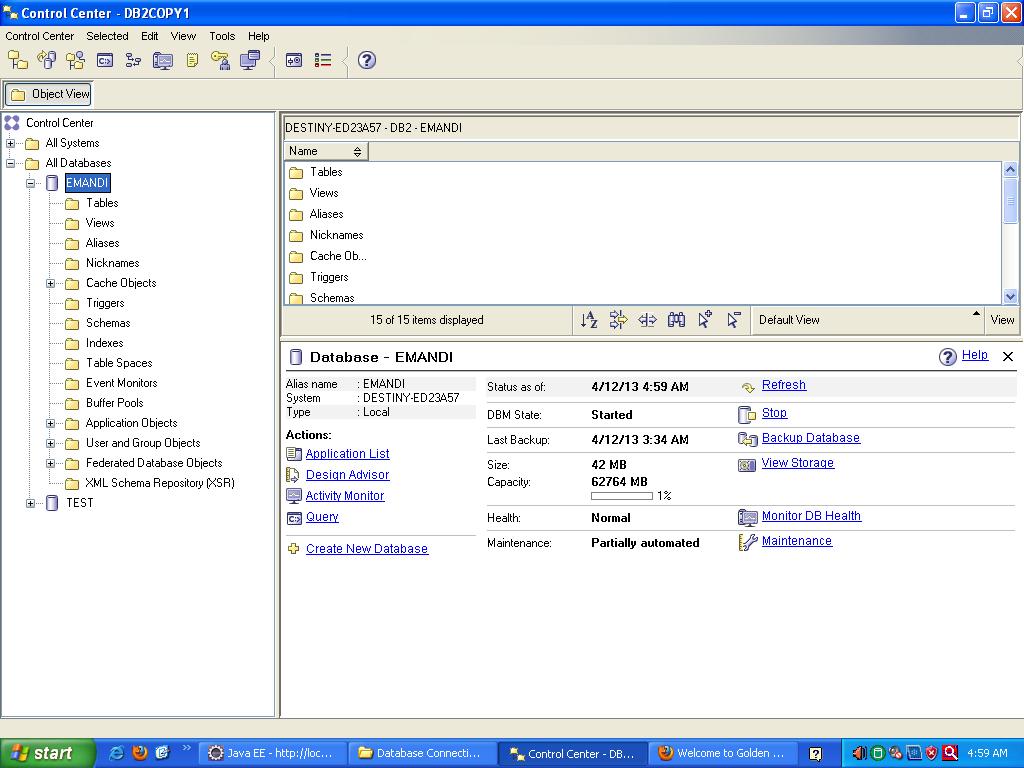 Control Center - DB2COPY1
Control Center Selected Edit View Tools Help
Object View
Control Center
All Systems
All Databases
EMANDI
Tables
Views
Aliases
Nicknames
Cache Objects
Triggers
Schemas
Indexes
Table Spaces
Event Monitors
Buffer Pools
Application Objects
User and Group Objects
Federated Database Objects
XML Schema Repository (XSR)
TEST
DESTINY-ED23A57 - DB2 - EMANDI
Name
Tables
Views
Aliases
Nicknames
Cache Ob...
Triggers
Schemas
15 of 15 items displayed
Default View
View
Database - EMANDI
Help
Alias name : EMANDI
System : DESTINY-ED23A57
Type : Local
Actions:
Application List
Design Advisor
Activity Monitor
Query
Create New Database
Status as of: 4/12/13 4:59 AM Refresh
DBM State: Started Stop
Last Backup: 4/12/13 3:34 AM Backup Database
Size: 42 MB View Storage
Capacity: 62764 MB
1%
Health: Normal Monitor DB Health
Maintenance: Partially automated Maintenance
start
Java EE - http://loc...
Database Connecti...
Control Center - DB...
Welcome to Golden ...
4:59 AM